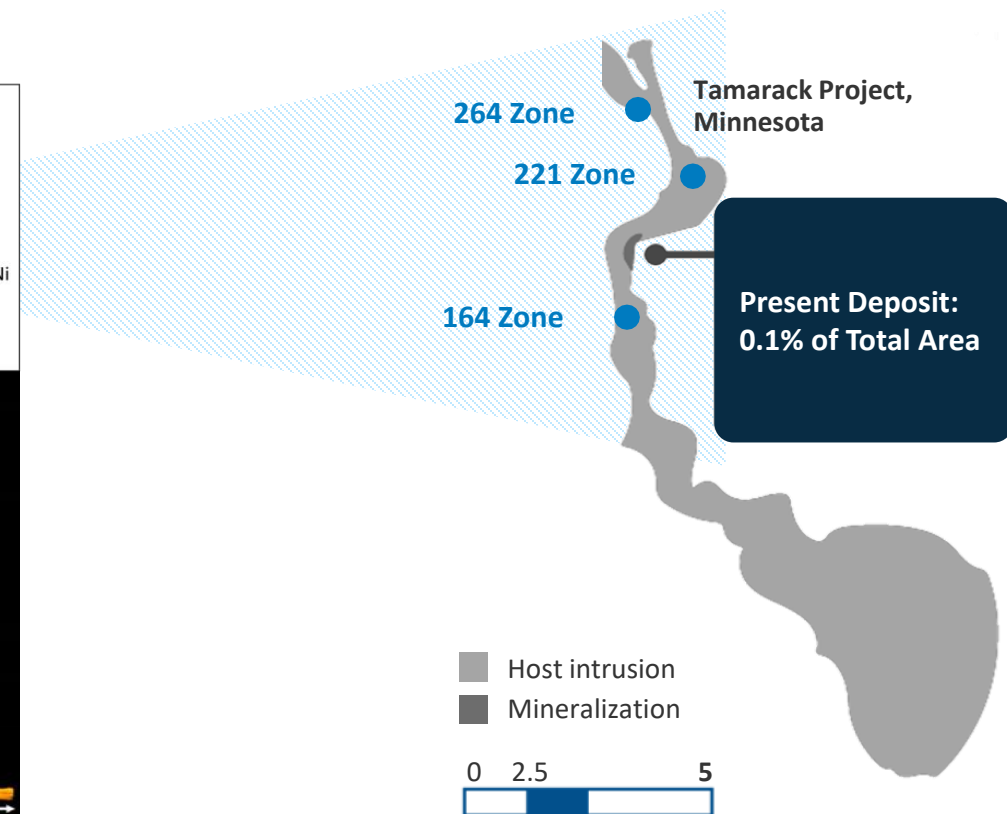 Tamarack Project,
Minnesota
264 Zone
221 Zone
Ni
Present Deposit:
0.1% of Total Area
164 Zone
Host intrusion
Mineralization
0 2.5 5